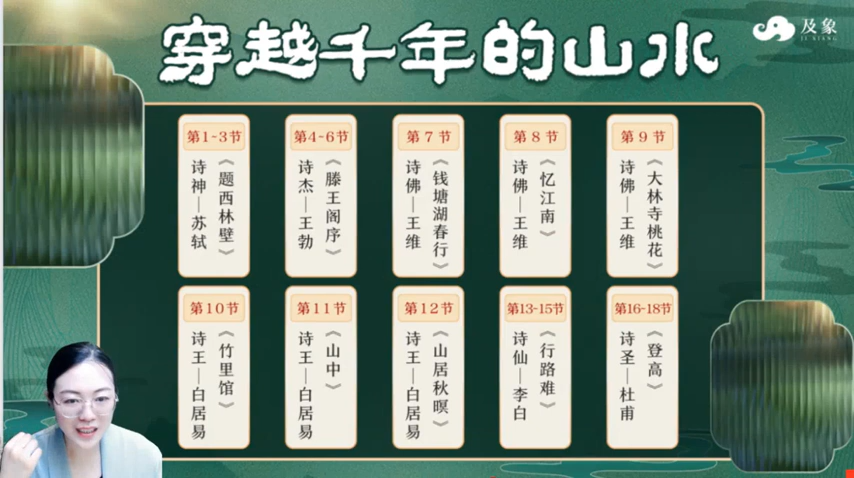 穿越千年的山水
及象
JI XIANG
第1-3节
《题西林壁》
诗神—苏轼
第4-6节
《滕王阁序》
诗杰—王勃
第7节
《钱塘湖春行》
诗佛—王维
第8节
《忆江南》
诗佛—王维
第9节
《大林寺桃花》
诗佛—王维
第10节
《竹里馆》
诗王—白居易
第11节
《山中》
诗王—白居易
第12节
《山居秋暝》
诗王—白居易
第13-15节
《行路难》
诗仙—李白
第16-18节
《登高》
诗圣—杜甫